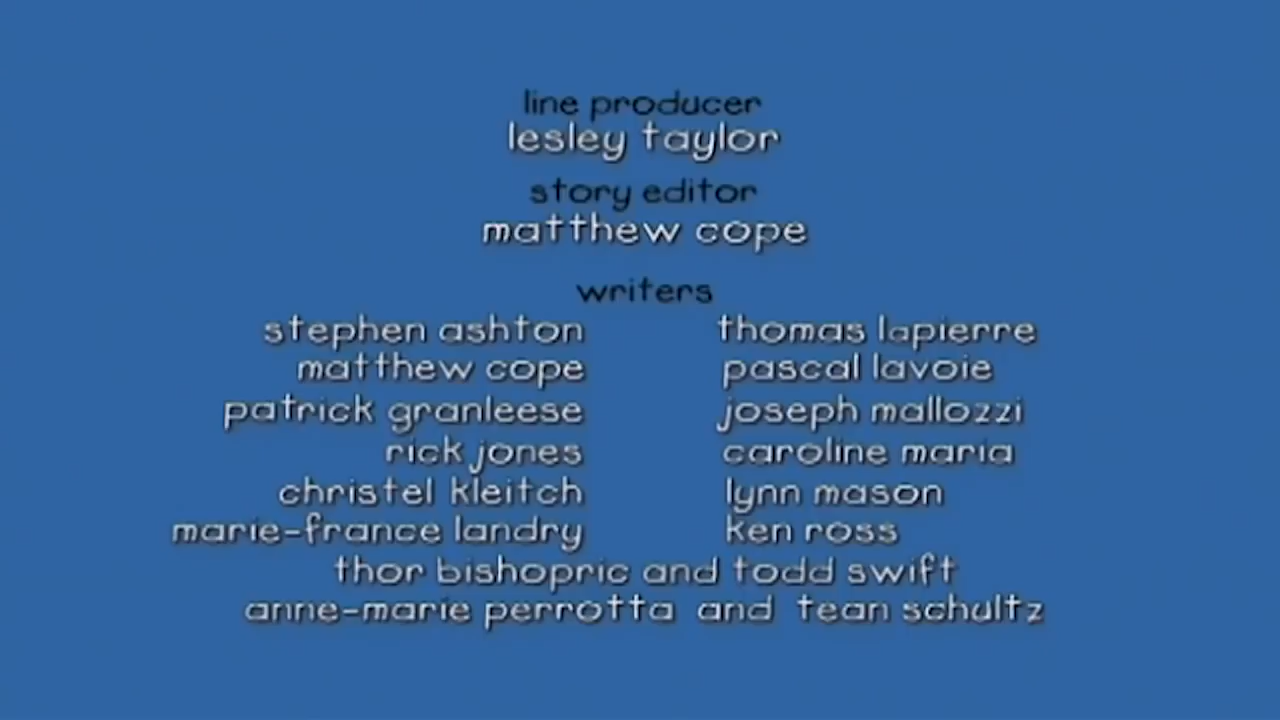 line producer
lesley taylor
story editor
matthew cope
writers
stephen ashton thomas lapierre
matthew cope pascal lavoie
patrick granleese joseph mallozzi
rick jones caroline maria
christel kleitch lynn mason
marie-france landry ken ross
thor bishopric and todd swift
anne-marie perrotta and tean schultz